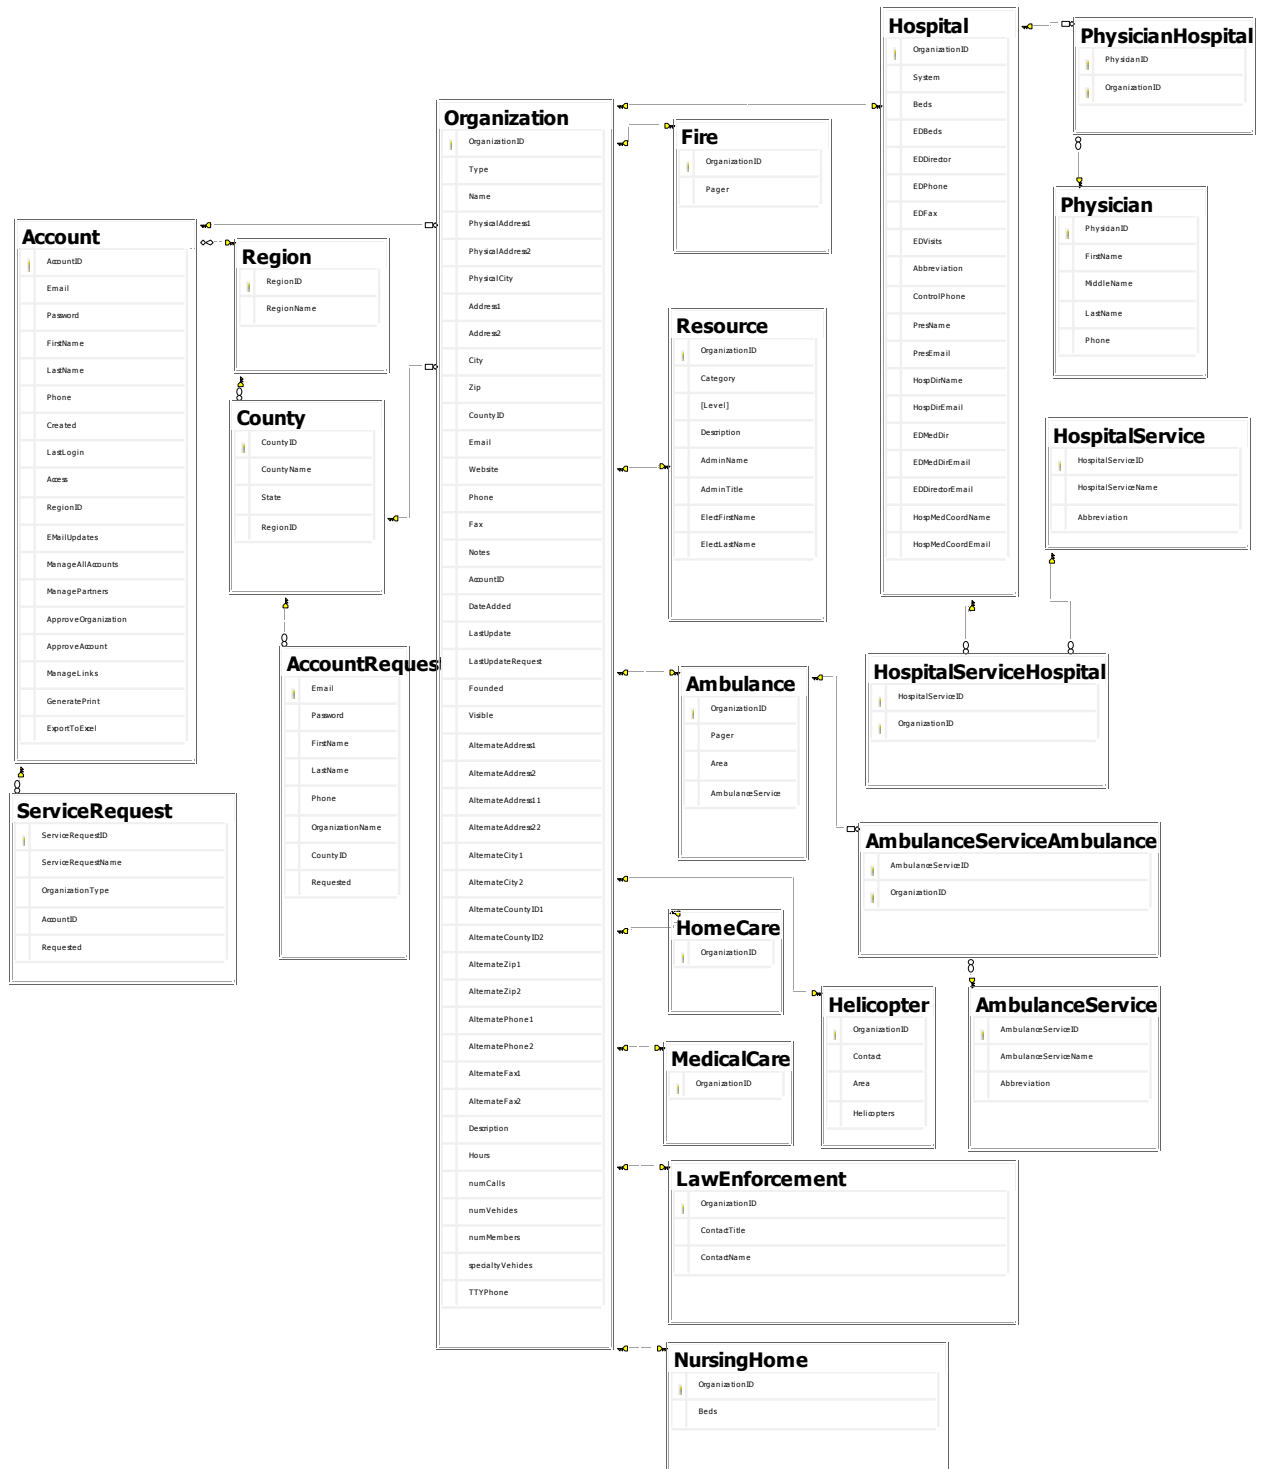 Account
AccountID
Email
Password
FirstName
LastName
Phone
Created
LastLogin
Access
RegionID
EMailUpdates
ManageAllAccounts
ManagePartners
ApproveOrganization
ApproveAccount
ManageLinks
GeneratePrint
ExportToExcel
ServiceRequest
ServiceRequestID
ServiceRequestName
OrganizationType
AccountID
Requested
Region
RegionID
RegionName
County
CountyID
CountyName
State
RegionID
AccountRequest
Email
Password
FirstName
LastName
Phone
OrganizationName
CountyID
Requested
Organization
OrganizationID
Type
Name
PhysicalAddress1
PhysicalAddress2
PhysicalCity
Address1
Address2
City
Zip
CountyID
Email
Website
Phone
Fax
Notes
AccountID
DateAdded
LastUpdate
LastUpdateRequest
Founded
Visible
AlternateAddress1
AlternateAddress2
AlternateAddress11
AlternateAddress22
AlternateCity1
AlternateCity2
AlternateCountyID1
AlternateCountyID2
AlternateZip1
AlternateZip2
AlternatePhone1
AlternatePhone2
AlternateFax1
AlternateFax2
Description
Hours
numCalls
numVehicles
numMembers
specialtyVehicles
TTYPhone
Fire
OrganizationID
Pager
Resource
OrganizationID
Category
[Level]
Description
AdminName
AdminTitle
ElectFirstName
ElectLastName
Ambulance
OrganizationID
Pager
Area
AmbulanceService
HomeCare
OrganizationID
MedicalCare
OrganizationID
Helicopter
OrganizationID
Contact
Area
Helicopters
LawEnforcement
OrganizationID
ContactTitle
ContactName
NursingHome
OrganizationID
Beds
Hospital
OrganizationID
System
Beds
EDBeds
EDDirector
EDPhone
EDFax
EDVisits
Abbreviation
ControlPhone
PresName
PresEmail
HospDirName
HospDirEmail
EDMedDir
EDMedDirEmail
EDDirectorEmail
HospMedCoordName
HospMedCoordEmail
PhysicianHospital
PhysicianID
OrganizationID
Physician
PhysicianID
FirstName
MiddleName
LastName
Phone
HospitalService
HospitalServiceID
HospitalServiceName
Abbreviation
HospitalServiceHospital
HospitalServiceID
OrganizationID
AmbulanceServiceAmbulance
AmbulanceServiceID
OrganizationID
AmbulanceService
AmbulanceServiceID
AmbulanceServiceName
Abbreviation